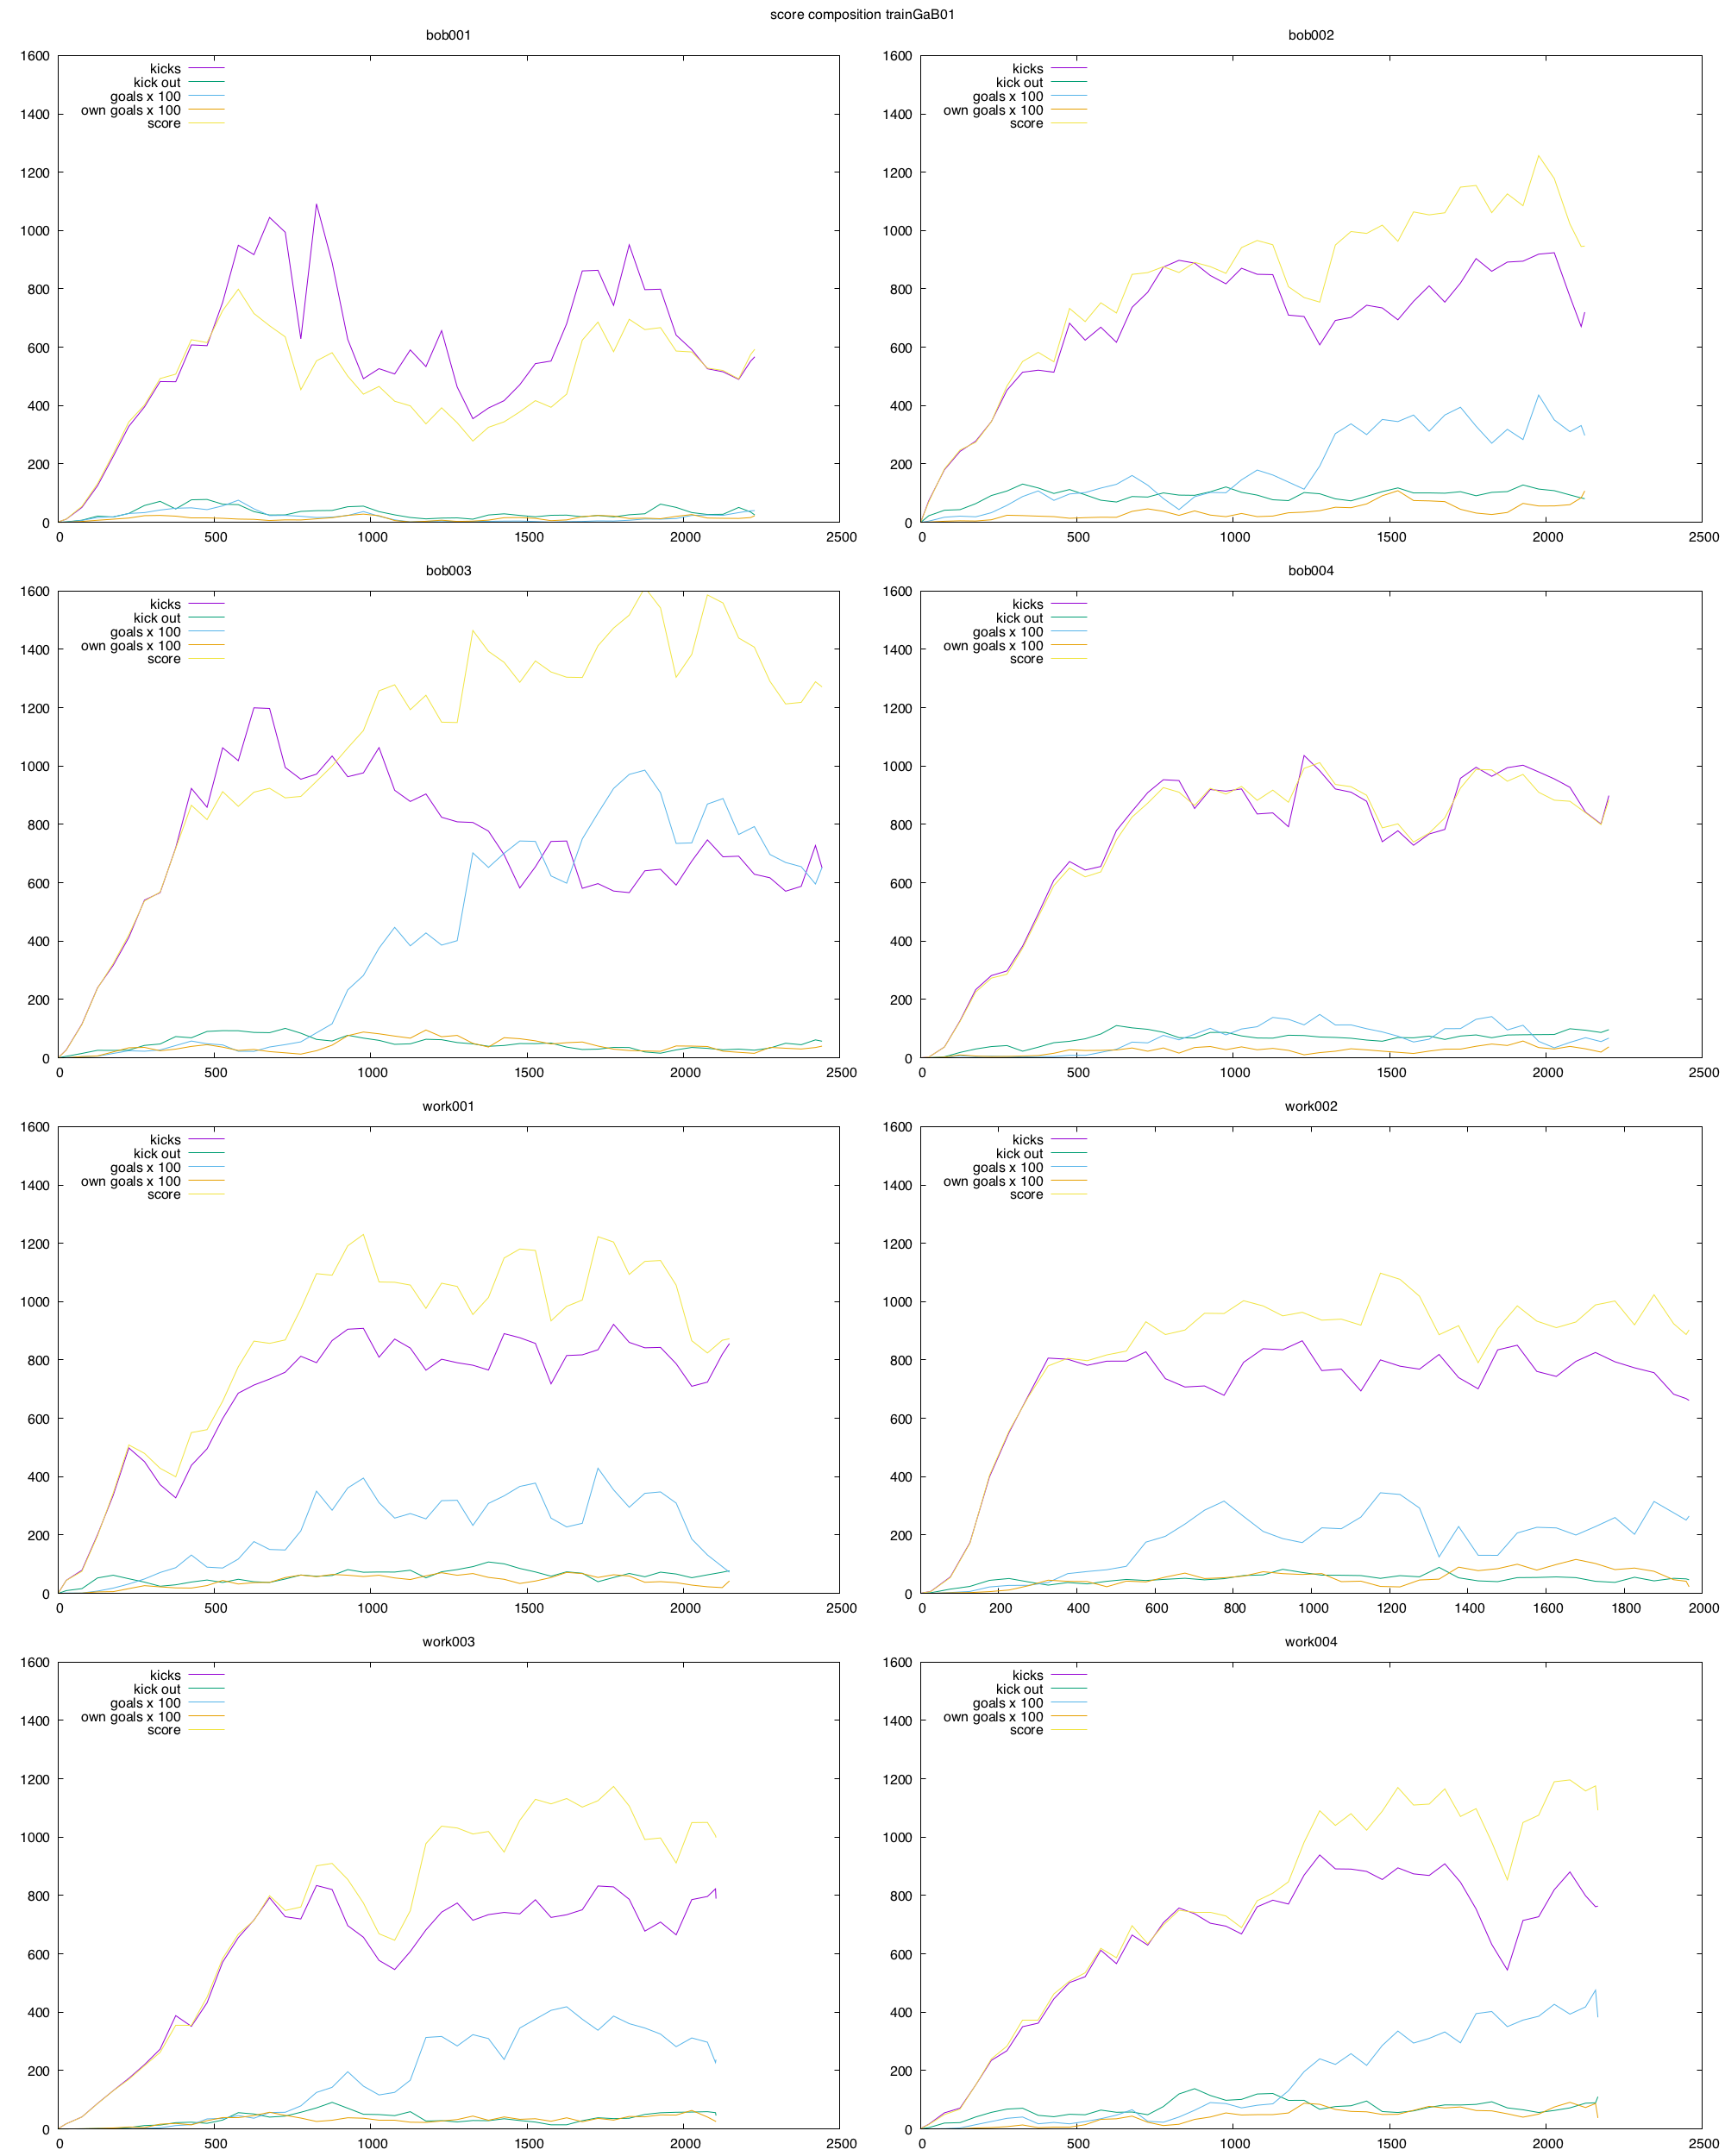 score composition trainGaB01
bob001
1600
1400
1200
1000
800
600
400
200
0
kicks
kick out
goals x 100
own goals x 100
score
0 500 1000 1500 2000 2500
bob002
1600
1400
1200
1000
800
600
400
200
0
kicks
kick out
goals x 100
own goals x 100
score
0 500 1000 1500 2000 2500
bob003
1600
1400
1200
1000
800
600
400
200
0
kicks
kick out
goals x 100
own goals x 100
score
0 500 1000 1500 2000 2500
bob004
1600
1400
1200
1000
800
600
400
200
0
kicks
kick out
goals x 100
own goals x 100
score
0 500 1000 1500 2000 2500
work001
1600
1400
1200
1000
800
600
400
200
0
kicks
kick out
goals x 100
own goals x 100
score
0 500 1000 1500 2000 2500
work002
1600
1400
1200
1000
800
600
400
200
0
kicks
kick out
goals x 100
own goals x 100
score
0 200 400 600 800 1000 1200 1400 1600 1800 2000
work003
1600
1400
1200
1000
800
600
400
200
0
kicks
kick out
goals x 100
own goals x 100
score
0 500 1000 1500 2000 2500
work004
1600
1400
1200
1000
800
600
400
200
0
kicks
kick out
goals x 100
own goals x 100
score
0 500 1000 1500 2000 2500